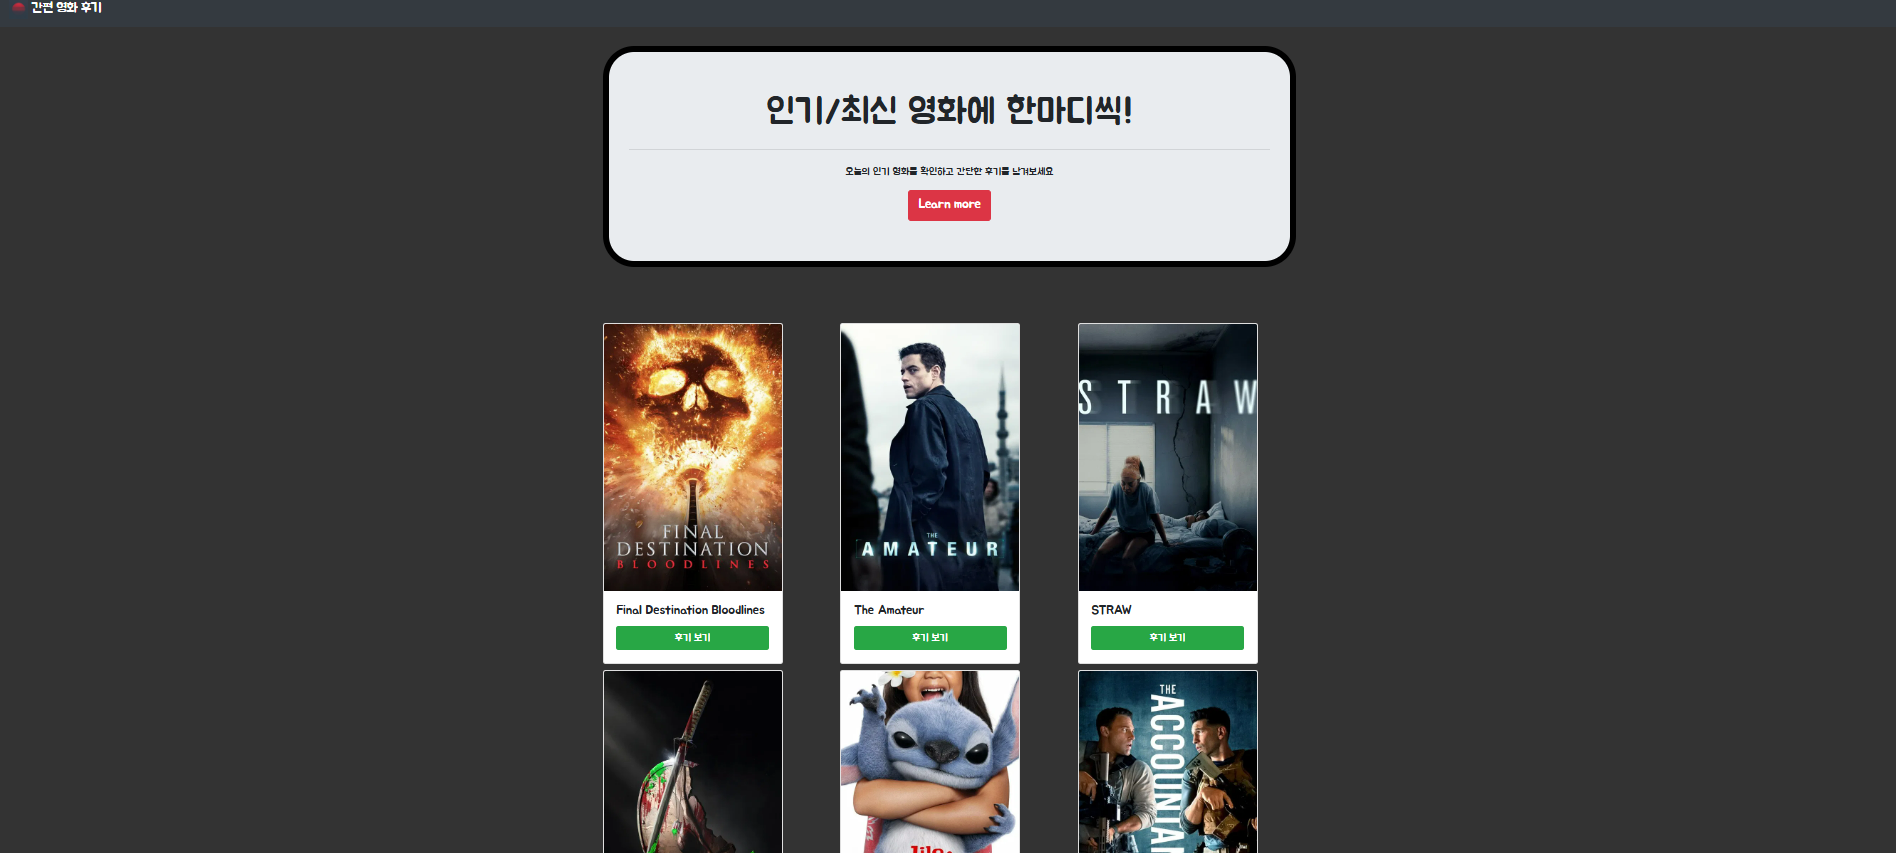 간편 영화 후기
인기/최신 영화에 한마디씩!
오늘의 인기 영화를 확인하고 간단한 후기를 남겨보세요
Learn more
FINAL
DESTINATION
BLOODLINES
THE
AMATEUR
STRAW
Final Destination Bloodlines
The Amateur
STRAW
후기 보기
후기 보기
후기 보기
Lilo
THE
ACCOUNTAN